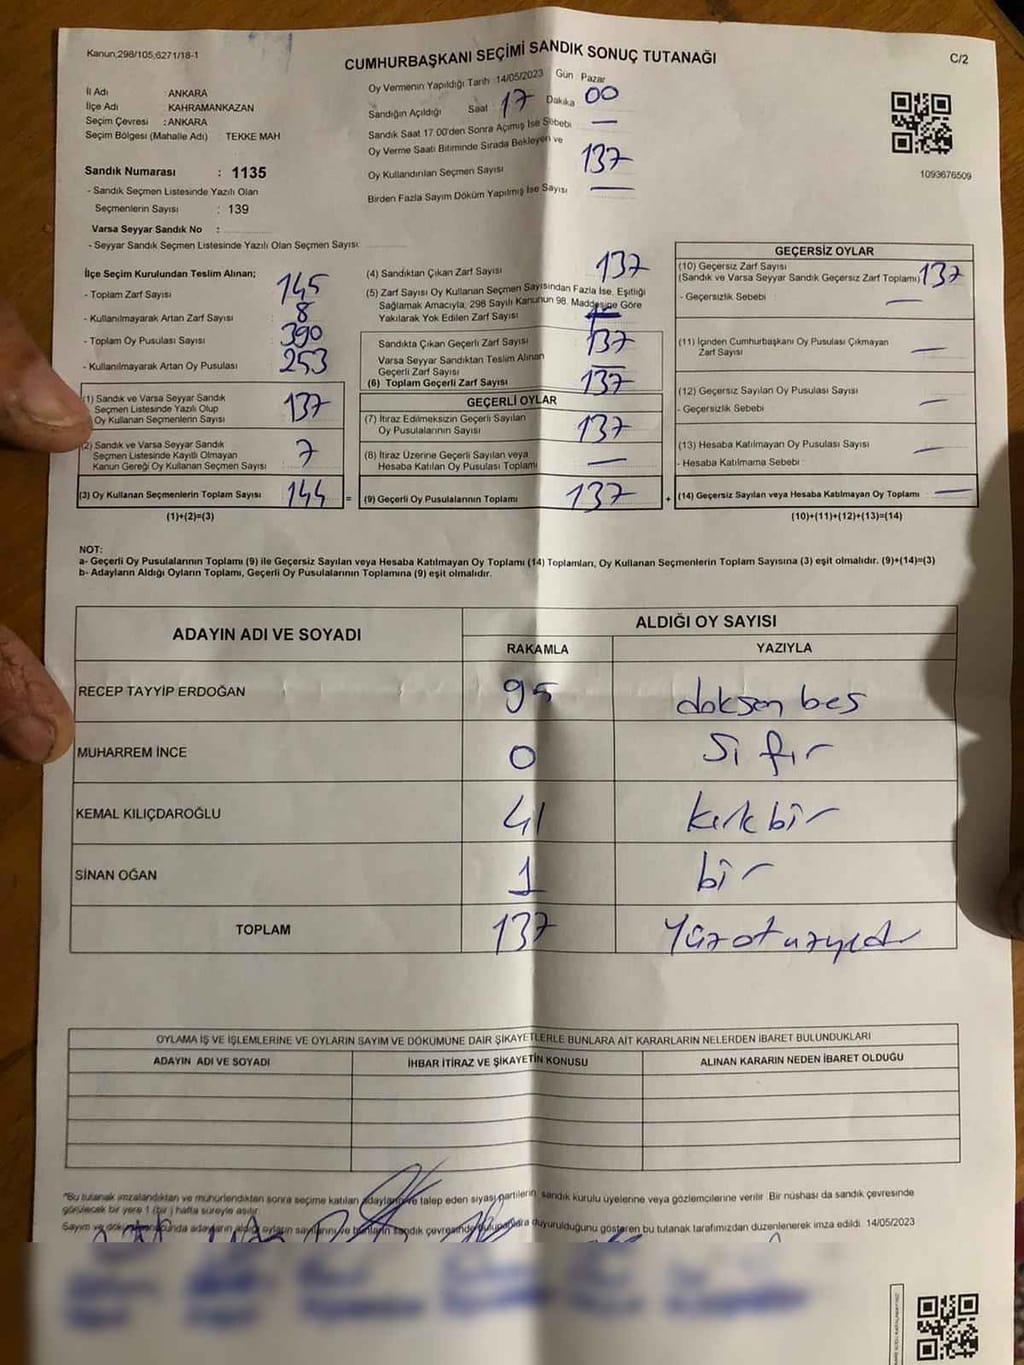 Kanun;298/105;6271/18-1
CUMHURBAŞKANI SEÇİMİ SANDIK SONUÇ TUTANAĞI
C/2
İl Adı : ANKARA
İlçe Adı : KAHRAMANKAZAN
Seçim Çevresi : ANKARA
Seçim Bölgesi (Mahalle Adı) TEKKE MAH
Oy Vermenin Yapıldığı Tarih :14/05/2023 Gün Pazar
Sandığın Açıldığı Saat 17 Dakika 00
Sandık Saat 17.00'den Sonra Açımış İse Sebebi —
Oy Verme Saati Bitiminde Sırada Bekleyen ve
Oy Kullandırılan Seçmen Sayısı 137
Birden Fazla Sayım Döküm Yapılmış İse Sayısı —
1093676509
Sandık Numarası : 1135
- Sandık Seçmen Listesinde Yazılı Olan
Seçmenlerin Sayısı : 139
Varsa Seyyar Sandık No :
- Seyyar Sandık Seçmen Listesinde Yazılı Olan Seçmen Sayısı:
İlçe Seçim Kurulundan Teslim Alınan;
- Toplam Zarf Sayısı 145
- Kullanılmayarak Artan Zarf Sayısı 8
- Toplam Oy Pusulası Sayısı 390
- Kullanılmayarak Artan Oy Pusulası 253
(1) Sandık ve Varsa Seyyar Sandık
Seçmen Listesinde Yazılı Olup
Oy Kullanan Seçmenlerin Sayısı 137
(2) Sandık ve Varsa Seyyar Sandık
Seçmen Listesinde Kayıtlı Olmayan
Kanun Gereği Oy Kullanan Seçmen Sayısı 7
(3) Oy Kullanan Seçmenlerin Toplam Sayısı 144 =
(1)+(2)=(3)
(4) Sandıktan Çıkan Zarf Sayısı 137
(5) Zarf Sayısı Oy Kullanan Seçmen Sayısından Fazla İse, Eşitliği
Sağlamak Amacıyla, 298 Sayılı Kanunun 98. Maddesine Göre
Yakılarak Yok Edilen Zarf Sayısı
Sandıkta Çıkan Geçerli Zarf Sayısı 137
Varsa Seyyar Sandıktan Teslim Alınan
Geçerli Zarf Sayısı —
(6) Toplam Geçerli Zarf Sayısı 137
GEÇERLİ OYLAR
(7) İtiraz Edilmeksizin Geçerli Sayılan
Oy Pusulalarının Sayısı 137
(8) İtiraz Üzerine Geçerli Sayılan veya
Hesaba Katılan Oy Pusulası Toplamı —
(9) Geçerli Oy Pusulalarının Toplamı 137 +
GEÇERSİZ OYLAR
(10) Geçersiz Zarf Sayısı
(Sandık ve Varsa Seyyar Sandık Geçersiz Zarf Toplamı) 137
- Geçersizlik Sebebi —
(11) İçinden Cumhurbaşkanı Oy Pusulası Çıkmayan
Zarf Sayısı —
(12) Geçersiz Sayılan Oy Pusulası Sayısı
- Geçersizlik Sebebi —
(13) Hesaba Katılmayan Oy Pusulası Sayısı —
- Hesaba Katılmama Sebebi
(14) Geçersiz Sayılan veya Hesaba Katılmayan Oy Toplamı —
(10)+(11)+(12)+(13)=(14)
NOT:
a- Geçerli Oy Pusulalarının Toplamı (9) ile Geçersiz Sayılan veya Hesaba Katılmayan Oy Toplamı (14) Toplamları, Oy Kullanan Seçmenlerin Toplam Sayısına (3) eşit olmalıdır. (9)+(14)=(3)
b- Adayların Aldığı Oyların Toplamı, Geçerli Oy Pusulalarının Toplamına (9) eşit olmalıdır.
ADAYIN ADI VE SOYADI
ALDIĞI OY SAYISI
RAKAMLA YAZIYLA
RECEP TAYYİP ERDOĞAN 95 doksan beş
MUHARREM İNCE 0 Sıfır
KEMAL KILIÇDAROĞLU 41 kırkbir
SİNAN OĞAN 1 bir
TOPLAM 137 Yüzotuzyedi
OYLAMA İŞ VE İŞLEMLERİNE VE OYLARIN SAYIM VE DÖKÜMÜNE DAİR ŞİKAYETLERLE BUNLARA AİT KARARLARIN NELERDEN İBARET BULUNDUKLARI
ADAYIN ADI VE SOYADI İHBAR İTİRAZ VE ŞİKAYETİN KONUSU ALINAN KARARIN NEDEN İBARET OLDUĞU
*Bu tutanak imzalandıktan ve mühürlendikten sonra seçime katılan adayların ve talep eden siyasi partilerin, sandık kurulu üyelerine veya gözlemcilerine verilir. Bir nüshası da sandık çevresinde
görülecek bir yere 1 (bir ) hafta süreyle asılır.
Sayım ve adayların aldığı oyların sayılarını ve bunların sandık çevresinde duyurulduğunu gösteren bu tutanak tarafımızdan düzenlenerek imza edildi. 14/05/2023